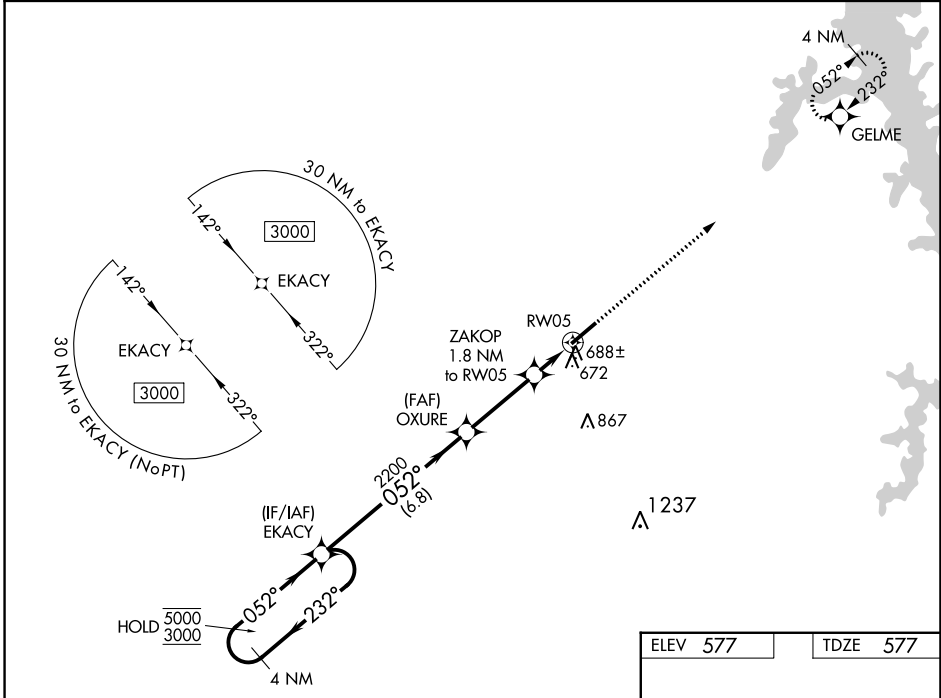 4 NM
052°
232°
GELME
30 NM to EKACY
142°
3000
EKACY
322°
142°
EKACY
3000
322°
30 NM to EKACY (NoPT)
RW05
ZAKOP
1.8 NM
to RW05
688±
672
(FAF)
OXURE
867
2200
052°
(6.8)
(IF/IAF)
EKACY
1237
052°
232°
HOLD 5000
3000
4 NM
ELEV 577
TDZE 577